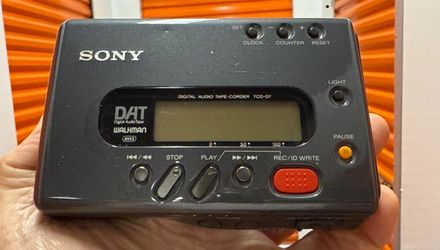 SET
SONY
CLOCK COUNTER RESET
DIGITAL AUDIO TAPE-CORDER TCD-D7
LIGHT
DAT
Digital Audio Tape
WALKMAN
AVLS
0 50 100
PAUSE
STOP PLAY REC/ID WRITE